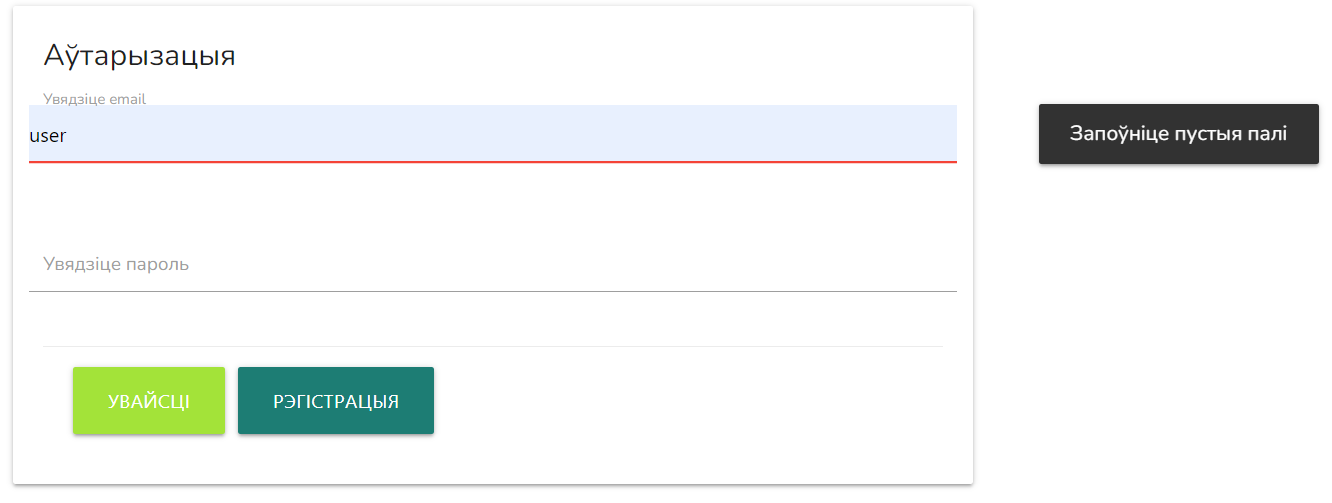 Аўтарызацыя
Увядзіце email
user
Запоўніце пустыя палі
Увядзіце пароль
УВАЙСЦІ
РЭГІСТРАЦЫЯ